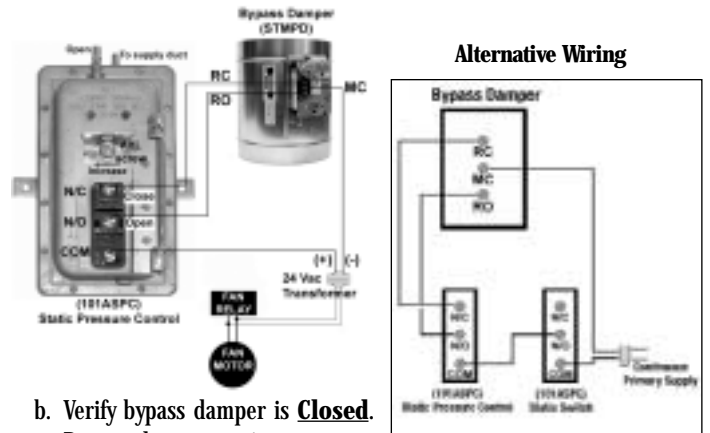 Bypass Damper
(STMPD)
Open
To supply duct
RC
RO
MC
Increase
N/C
Close
N/O
Open
COM
(+) (-)
24 Vac
Transformer
(101ASPC)
Static Pressure Control
FAN
RELAY
FAN
MOTOR
b. Verify bypass damper is Closed.
Alternative Wiring
Bypass Damper
RC
MC
RO
N/C
N/O
COM
(101ASPC)
Static Pressure Control
N/C
N/O
COM
(101ASPC)
Static Switch
Continuous
Primary Supply